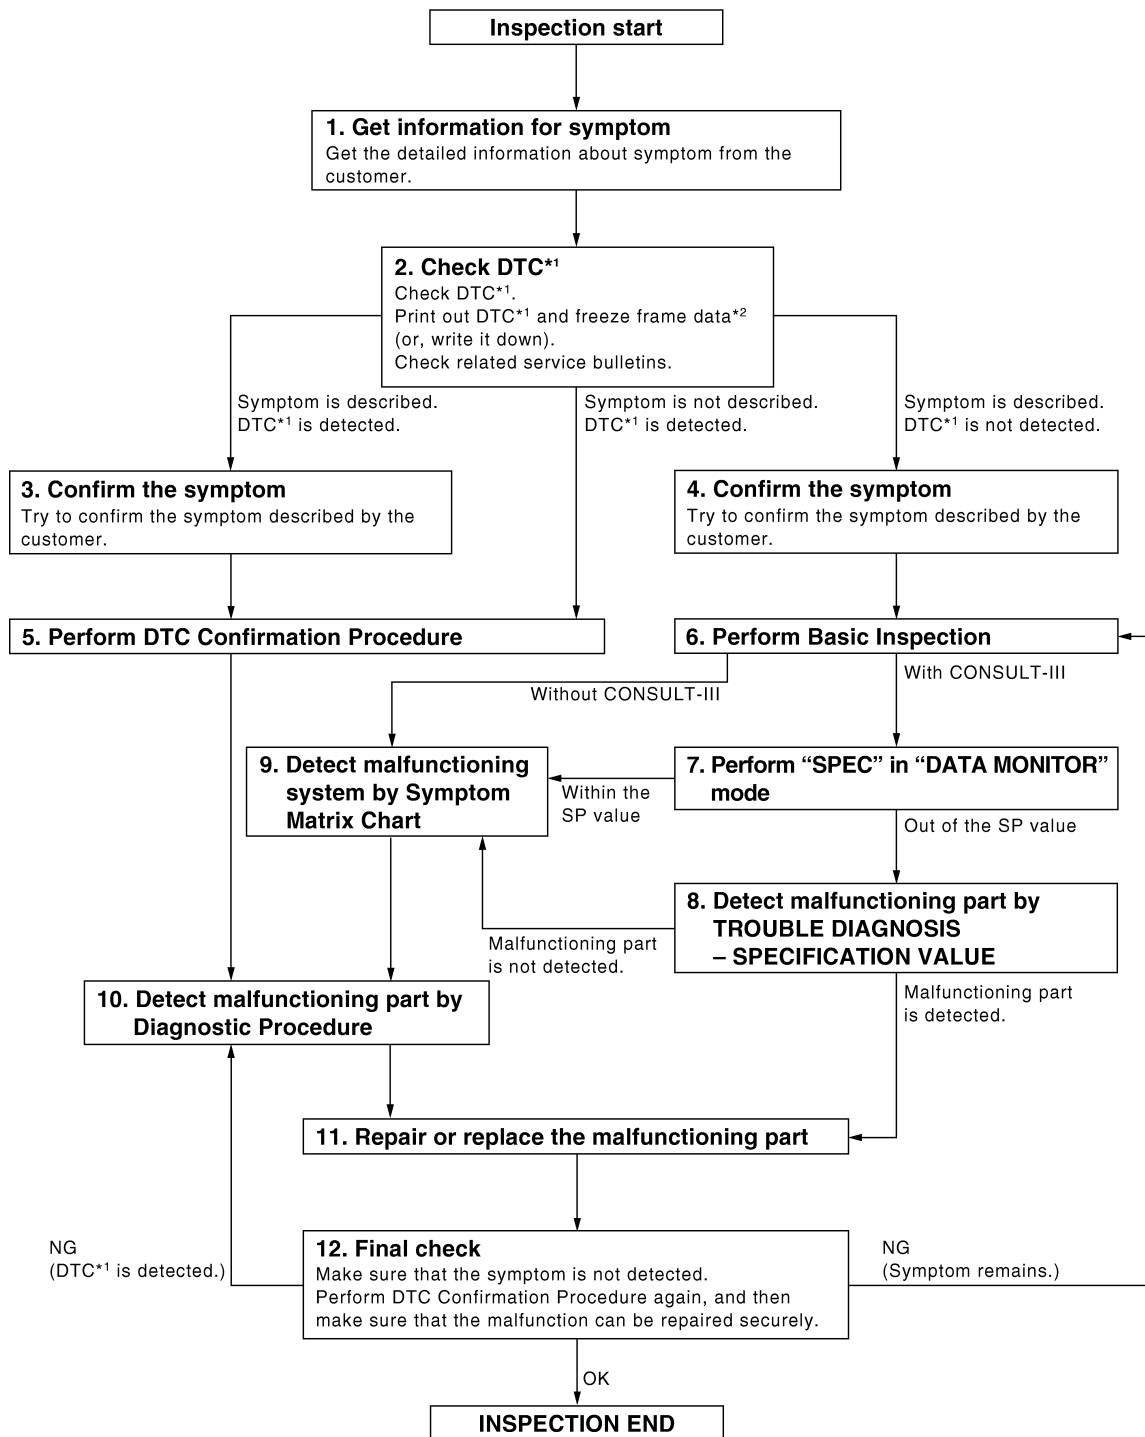 Inspection start
1. Get information for symptom
Get the detailed information about symptom from the
customer.
2. Check DTC*1
Check DTC*1.
Print out DTC*1 and freeze frame data*2
(or, write it down).
Check related service bulletins.
Symptom is described.
DTC*1 is detected.
Symptom is not described.
DTC*1 is detected.
Symptom is described.
DTC*1 is not detected.
3. Confirm the symptom
Try to confirm the symptom described by the
customer.
4. Confirm the symptom
Try to confirm the symptom described by the
customer.
5. Perform DTC Confirmation Procedure
6. Perform Basic Inspection
Without CONSULT-III
With CONSULT-III
9. Detect malfunctioning
system by Symptom
Matrix Chart
Within the
SP value
7. Perform “SPEC” in “DATA MONITOR”
mode
Out of the SP value
8. Detect malfunctioning part by
TROUBLE DIAGNOSIS
– SPECIFICATION VALUE
Malfunctioning part
is not detected.
Malfunctioning part
is detected.
10. Detect malfunctioning part by
Diagnostic Procedure
11. Repair or replace the malfunctioning part
NG
(DTC*1 is detected.)
12. Final check
Make sure that the symptom is not detected.
Perform DTC Confirmation Procedure again, and then
make sure that the malfunction can be repaired securely.
NG
(Symptom remains.)
OK
INSPECTION END